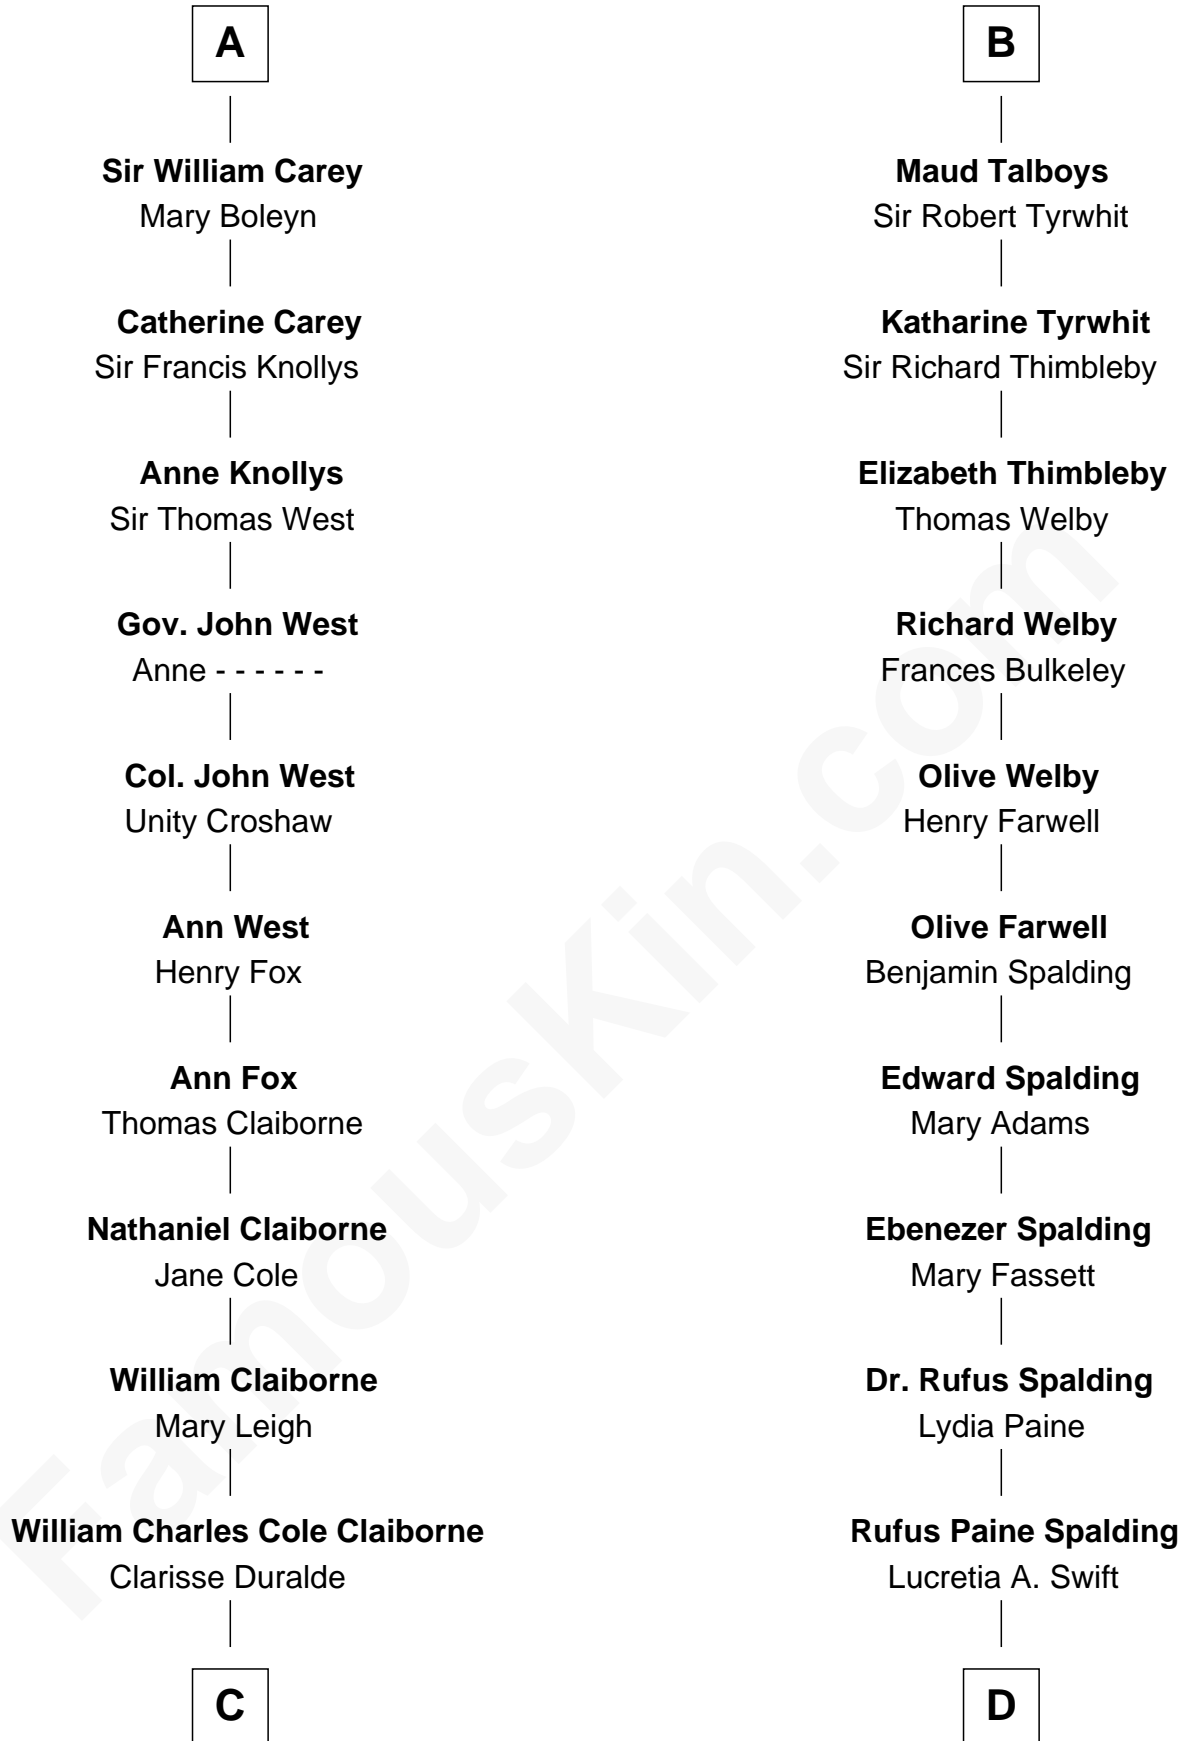 A
Sir William Carey
Mary Boleyn
Catherine Carey
Sir Francis Knollys
Anne Knollys
Sir Thomas West
Gov. John West
Anne - - - - - -
Col. John West
Unity Croshaw
Ann West
Henry Fox
Ann Fox
Thomas Claiborne
Nathaniel Claiborne
Jane Cole
William Claiborne
Mary Leigh
William Charles Cole Claiborne
Clarisse Duralde
C
B
Maud Talboys
Sir Robert Tyrwhit
Katharine Tyrwhit
Sir Richard Thimbleby
Elizabeth Thimbleby
Thomas Welby
Richard Welby
Frances Bulkeley
Olive Welby
Henry Farwell
Olive Farwell
Benjamin Spalding
Edward Spalding
Mary Adams
Ebenezer Spalding
Mary Fassett
Dr. Rufus Spalding
Lydia Paine
Rufus Paine Spalding
Lucretia A. Swift
D
FamousKin.com